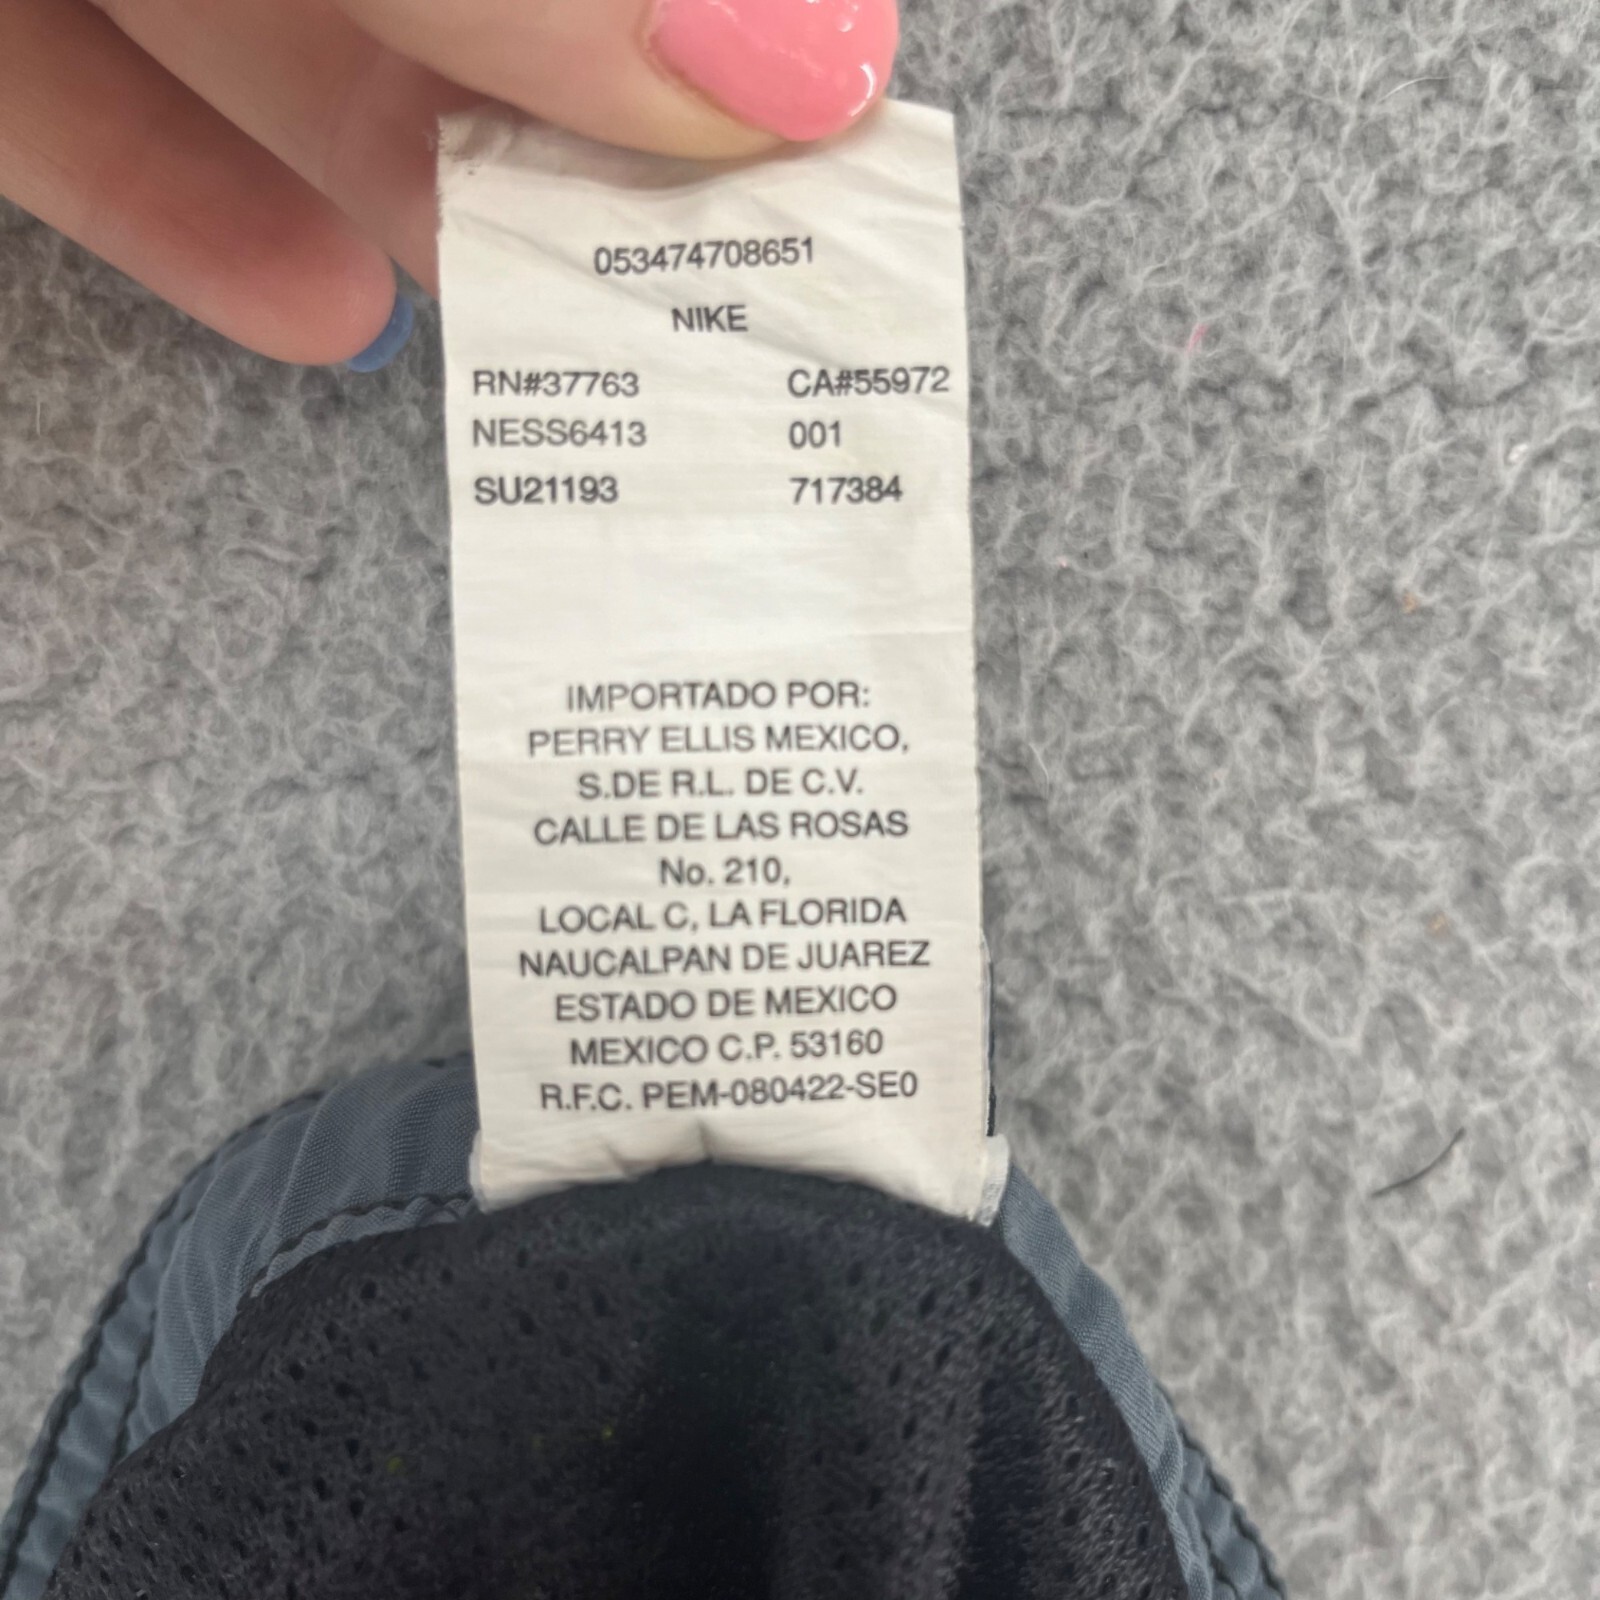 053474708651
NIKE
RN#37763 CA#55972
NESS6413 001
SU21193 717384
IMPORTADO POR:
PERRY ELLIS MEXICO,
S.DE R.L. DE C.V.
CALLE DE LAS ROSAS
No. 210,
LOCAL C, LA FLORIDA
NAUCALPAN DE JUAREZ
ESTADO DE MEXICO
MEXICO C.P. 53160
R.F.C. PEM-080422-SE0